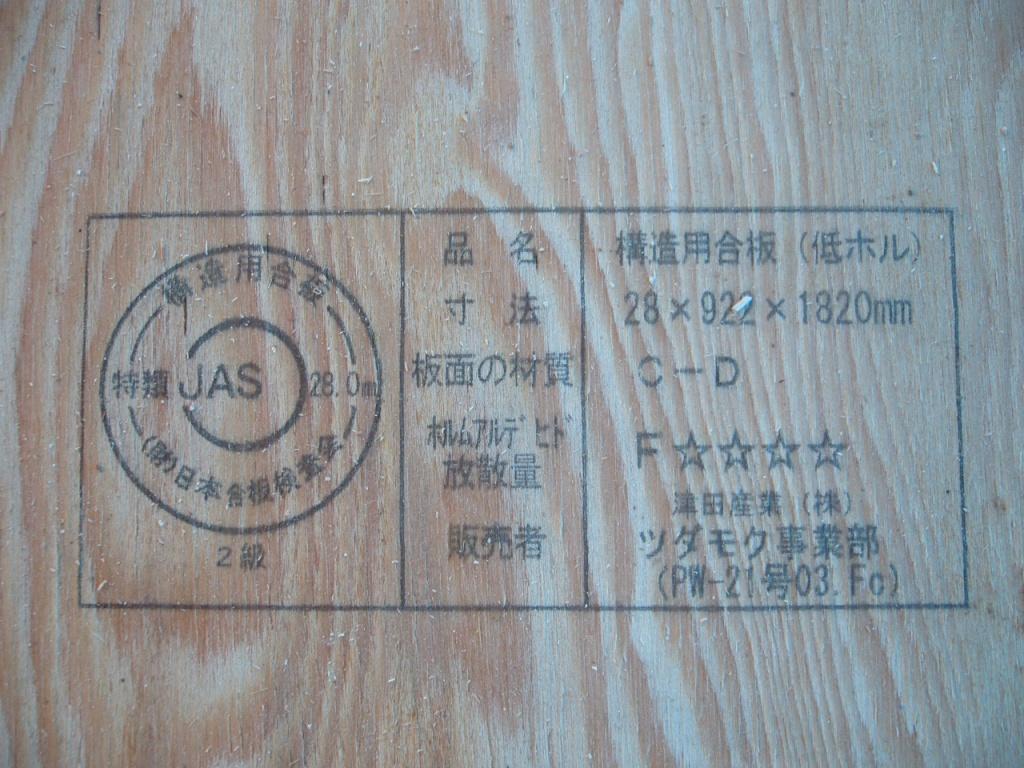 構造用合板
特類 JAS 28.0m
(財)日本合板検査会
2級
品名 構造用合板（低ホル）
寸法 28×922×1820mm
板面の材質 C－D
ホルムアルデヒド
放散量 F☆☆☆☆
津田産業（株）
販売者 ツダモク事業部
(PW-21号03.Fc)